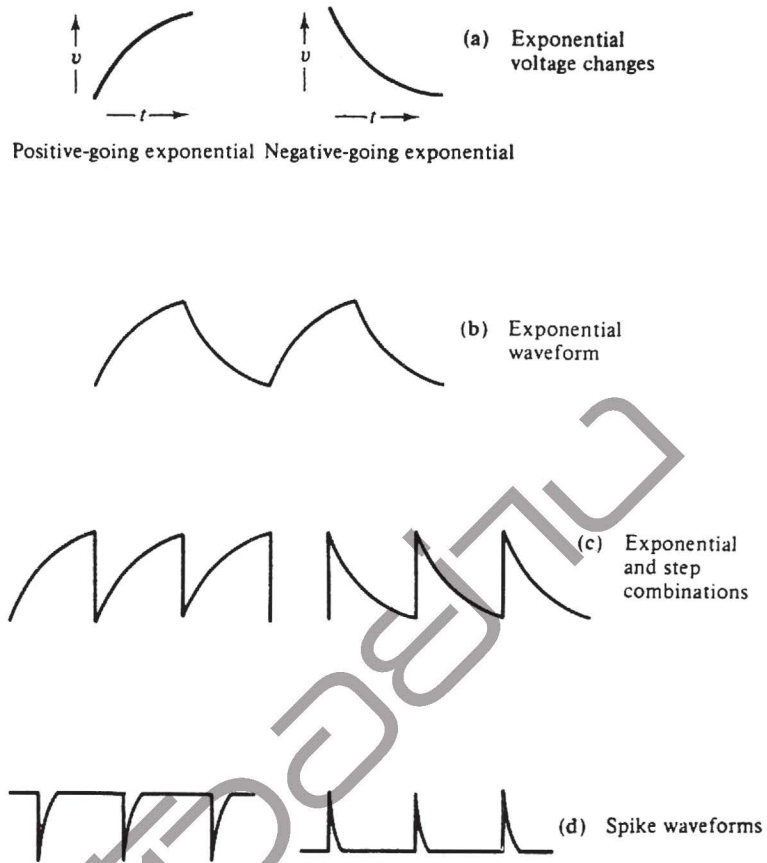 v
t
v
t
(a) Exponential
voltage changes
Positive-going exponential Negative-going exponential
(b) Exponential
waveform
(c) Exponential
and step
combinations
(d) Spike waveforms